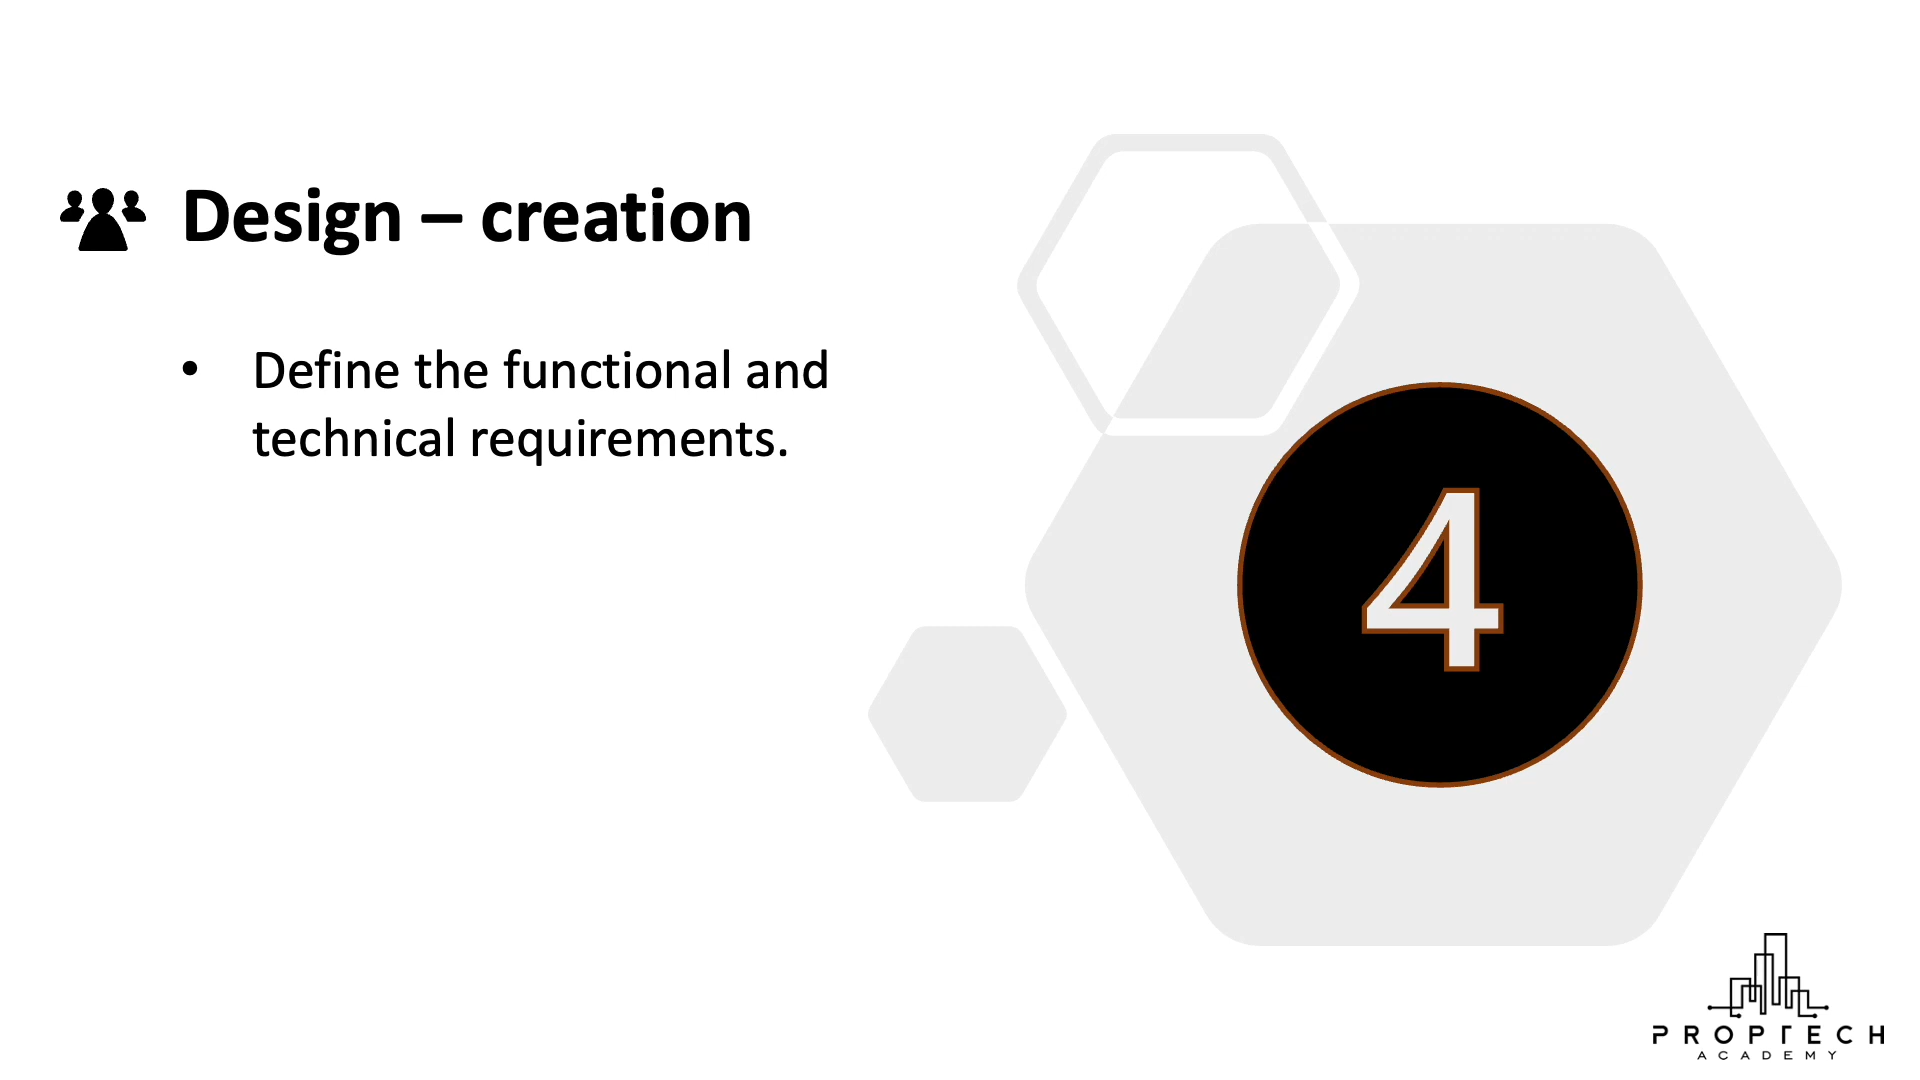 Design – creation
• Define the functional and
technical requirements.
4
PROPTECH
ACADEMY